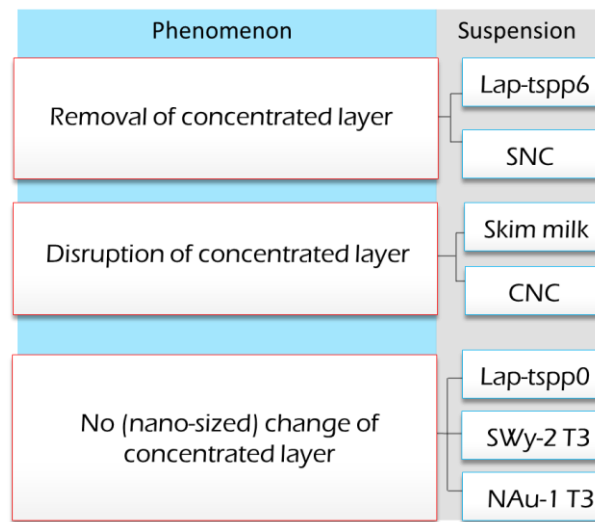 Phenomenon
Suspension
Removal of concentrated layer
Lap-tspp6
SNC
Disruption of concentrated layer
Skim milk
CNC
No (nano-sized) change of
concentrated layer
Lap-tspp0
SWy-2 T3
NAu-1 T3